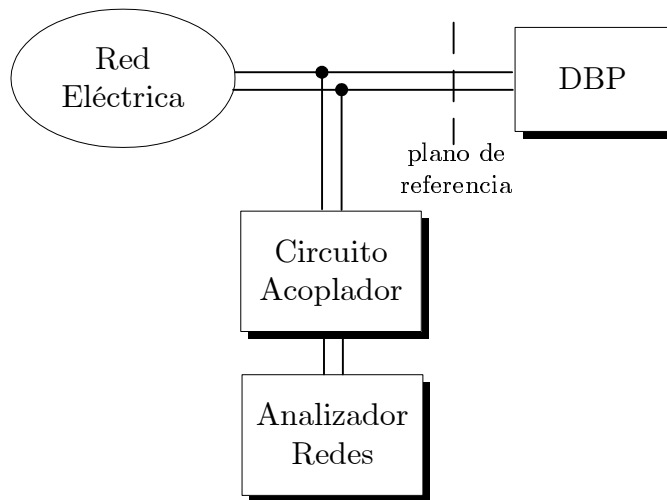 Red
Eléctrica
DBP
plano de
referencia
Circuito
Acoplador
Analizador
Redes